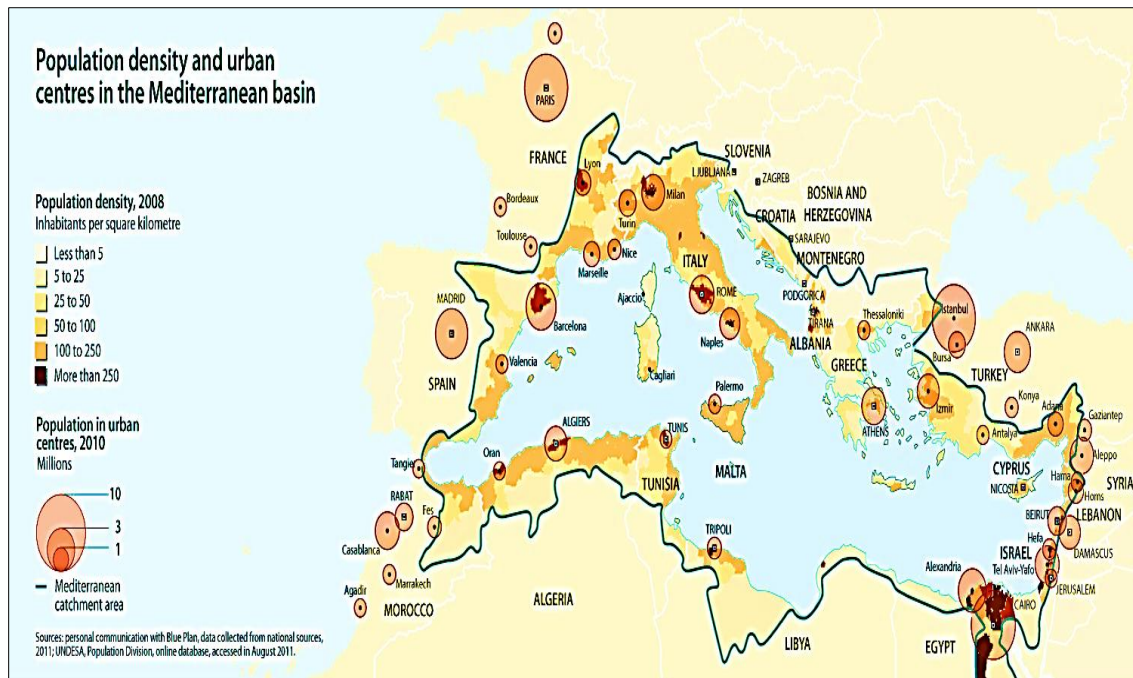 Population density and urban
centres in the Mediterranean basin
Population density, 2008
Inhabitants per square kilometre
Less than 5
5 to 25
25 to 50
50 to 100
100 to 250
More than 250
Population in urban
centres, 2010
Millions
10
3
1
Mediterranean
catchment area
Sources: personal communication with Blue Plan, data collected from national sources,
2011; UNDESA, Population Division, online database, accessed in August 2011.
PARIS
FRANCE
Lyon
Bordeaux
Toulouse
Marseille
Nice
Turin
Milan
SLOVENIA
LJUBLJANA
ZAGREB
BOSNIA AND
HERZEGOVINA
CROATIA
SARAJEVO
MONTENEGRO
ITALY
ROME
PODGORICA
TIRANA
ALBANIA
Naples
Ajaccio
Cagliari
Palermo
MADRID
SPAIN
Barcelona
Valencia
Thessaloniki
GREECE
ATHENS
Istanbul
Bursa
ANKARA
TURKEY
Izmir
Konya
Antalya
Adana
Gaziantep
Aleppo
CYPRUS
NICOSTA
Hama
Homs
SYRIA
BEIRUT
LEBANON
DAMASCUS
Hefa
ISRAEL
Tel Aviv-Yafo
JERUSALEM
ALGIERS
Oran
TUNIS
TUNISIA
MALTA
Tangie
RABAT
Fes
Casablanca
Marrakech
Agadir
MOROCCO
ALGERIA
TRIPOLI
LIBYA
Alexandria
CAIRO
EGYPT